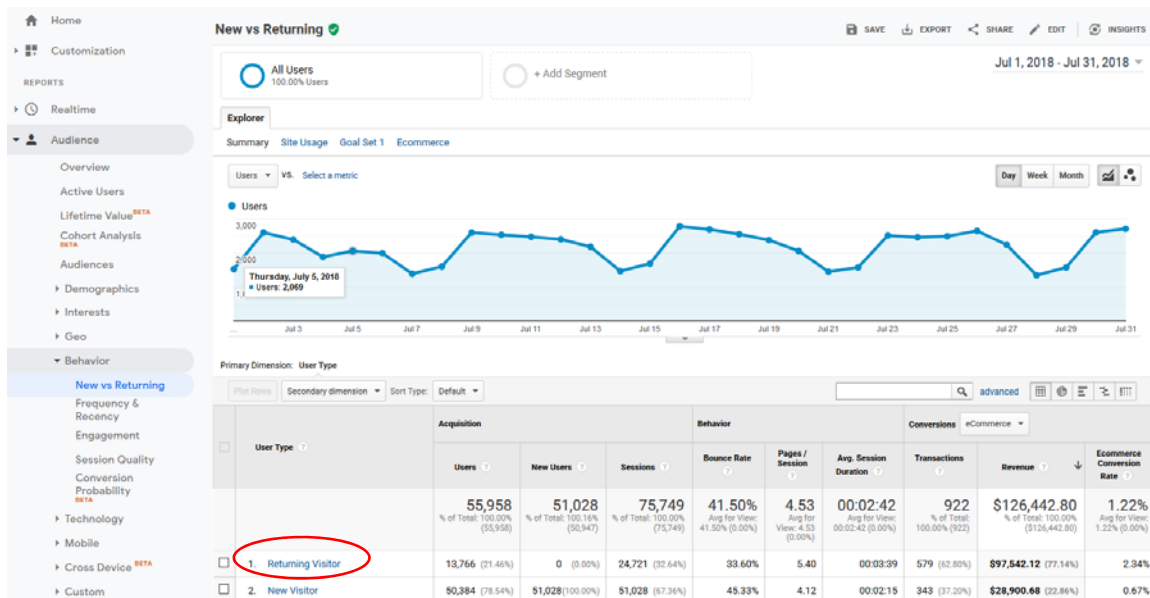 Home
Customization
REPORTS
Realtime
Audience
Overview
Active Users
Lifetime Value BETA
Cohort Analysis
BETA
Audiences
Demographics
Interests
Geo
Behavior
New vs Returning
Frequency &
Recency
Engagement
Session Quality
Conversion
Probability
BETA
Technology
Mobile
Cross Device BETA
Custom
New vs Returning
SAVE EXPORT SHARE EDIT INSIGHTS
All Users
100.00% Users
+ Add Segment
Jul 1, 2018 - Jul 31, 2018
Explorer
Summary Site Usage Goal Set 1 Ecommerce
Users VS. Select a metric
Day Week Month
Users
3,000
2,000
Thursday, July 5, 2018
Users: 2,069
... Jul 3 Jul 5 Jul 7 Jul 9 Jul 11 Jul 13 Jul 15 Jul 17 Jul 19 Jul 21 Jul 23 Jul 25 Jul 27 Jul 29 Jul 31
Primary Dimension: User Type
Plot Rows Secondary dimension Sort Type: Default advanced
User Type
Acquisition Behavior Conversions eCommerce
Users New Users Sessions Bounce Rate Pages / Session Avg. Session Duration Transactions Revenue Ecommerce Conversion Rate
55,958 51,028 75,749 41.50% 4.53 00:02:42 922 $126,442.80 1.22%
% of Total: 100.00% (55,958) % of Total: 100.16% (50,947) % of Total: 100.00% (75,749) Avg for View: 41.50% (0.00%) Avg for View: 4.53 (0.00%) Avg for View: 00:02:42 (0.00%) % of Total: 100.00% (922) % of Total: 100.00% ($126,442.80) Avg for View: 1.22% (0.00%)
1. Returning Visitor 13,766 (21.46%) 0 (0.00%) 24,721 (32.64%) 33.60% 5.40 00:03:39 579 (62.80%) $97,542.12 (77.14%) 2.34%
2. New Visitor 50,384 (78.54%) 51,028(100.00%) 51,028 (67.36%) 45.33% 4.12 00:02:15 343 (37.20%) $28,900.68 (22.86%) 0.67%